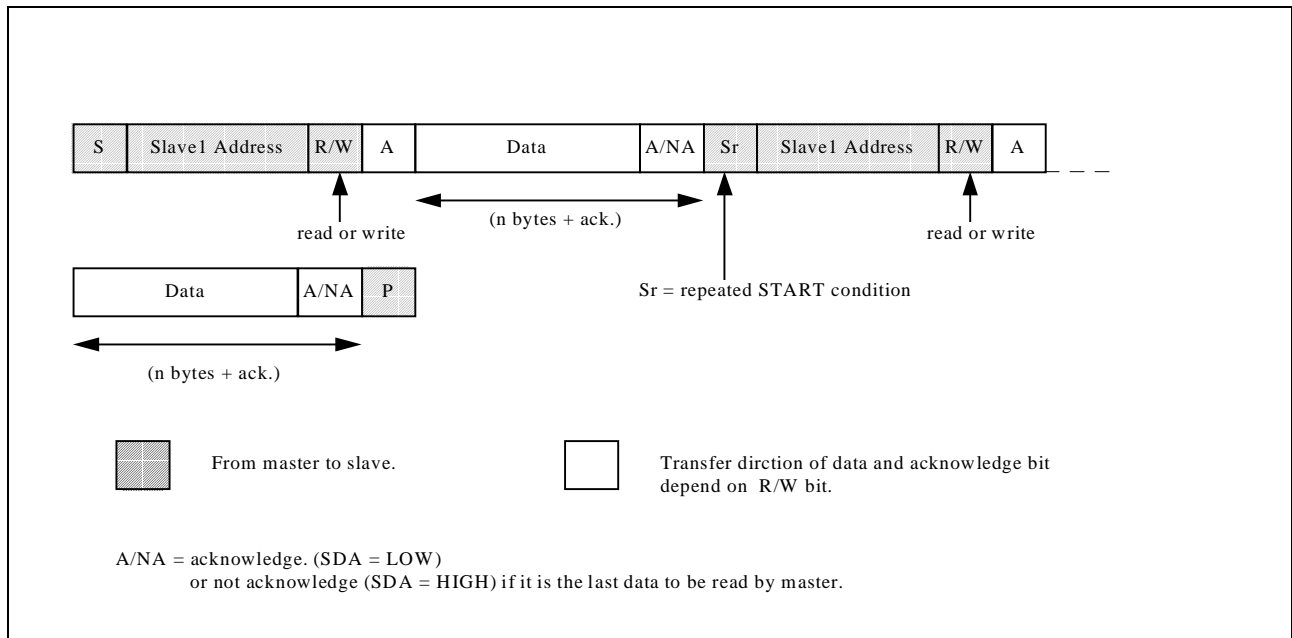 S Slave1 Address R/W A Data A/NA Sr Slave1 Address R/W A
read or write
(n bytes + ack.)
read or write
Sr = repeated START condition
Data A/NA P
(n bytes + ack.)
From master to slave.
Transfer dirction of data and acknowledge bit
depend on R/W bit.
A/NA = acknowledge. (SDA = LOW)
or not acknowledge (SDA = HIGH) if it is the last data to be read by master.